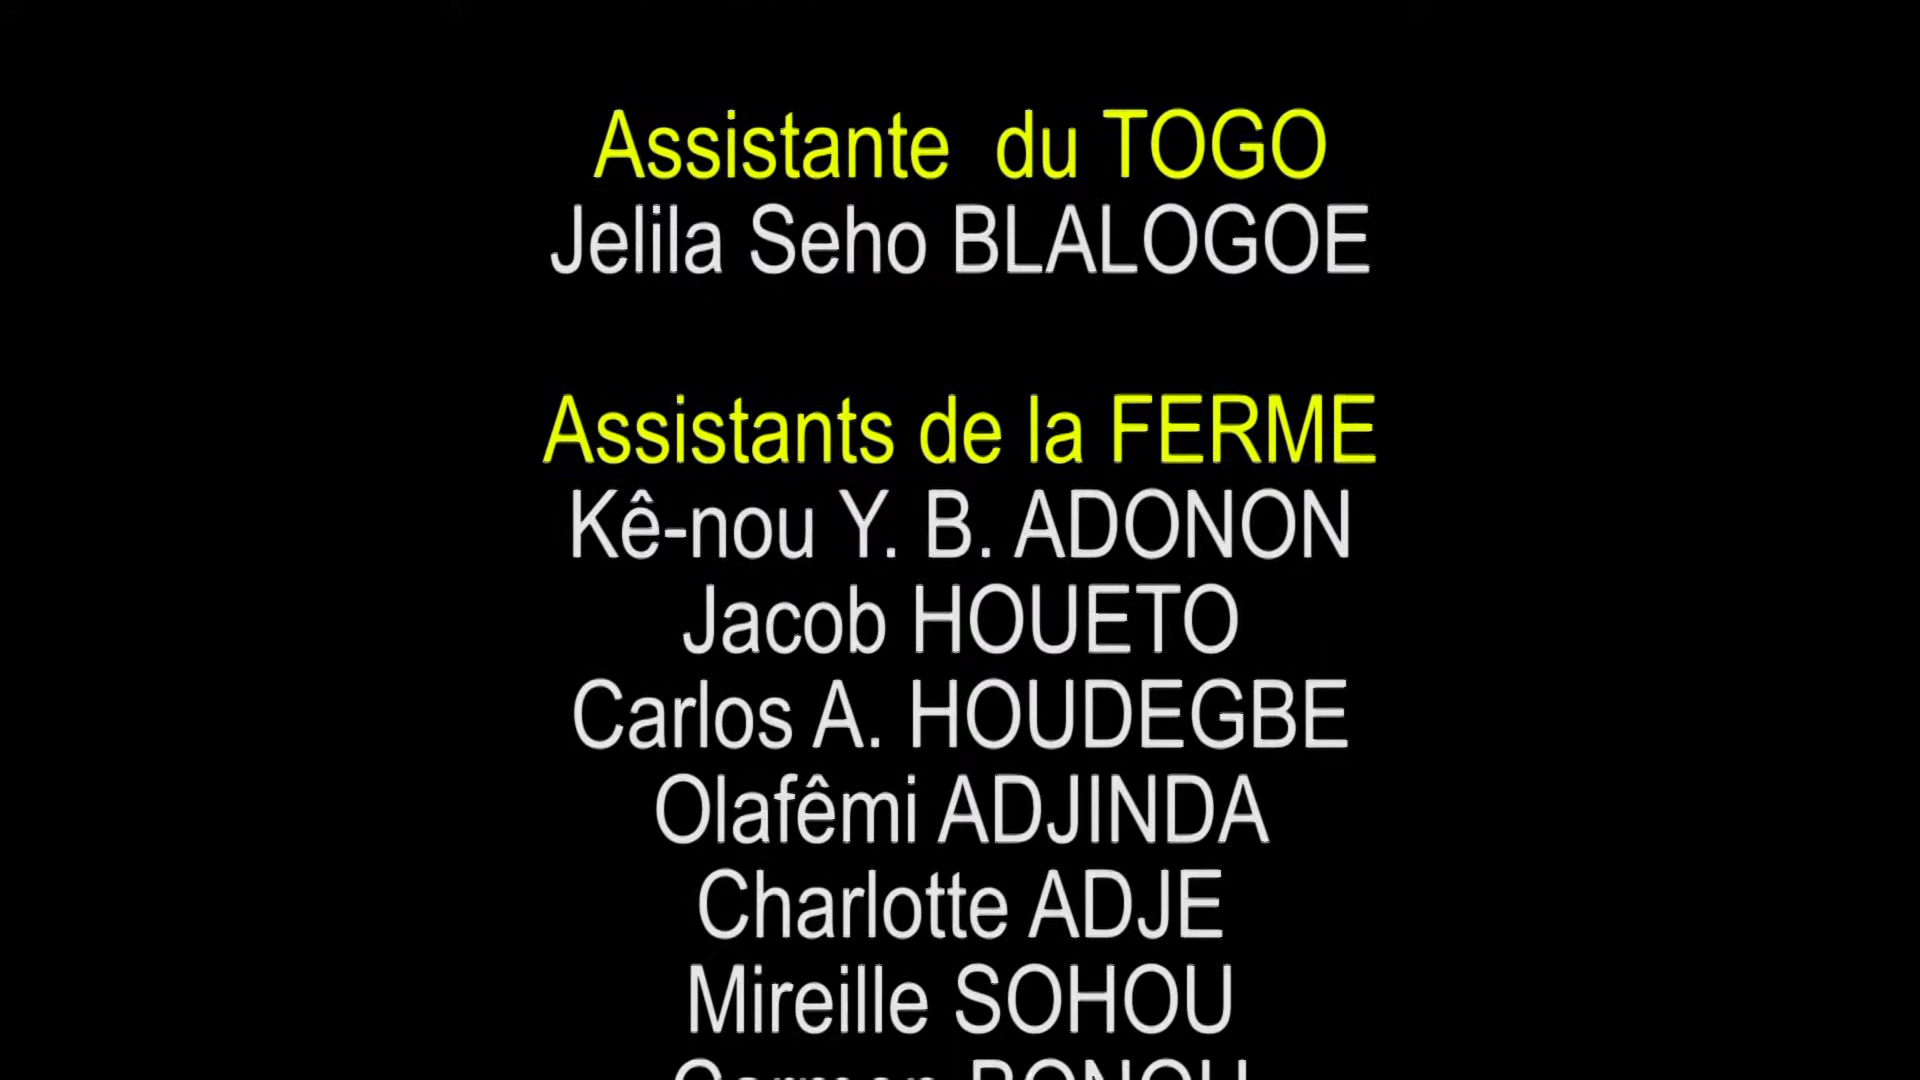 Assistante  du TOGO
Jelila Seho BLALOGOE
Assistants de la FERME
Kê-nou Y. B. ADONON
Jacob HOUETO
Carlos A. HOUDEGBE
Olafêmi ADJINDA
Charlotte ADJE
Mireille SOHOU